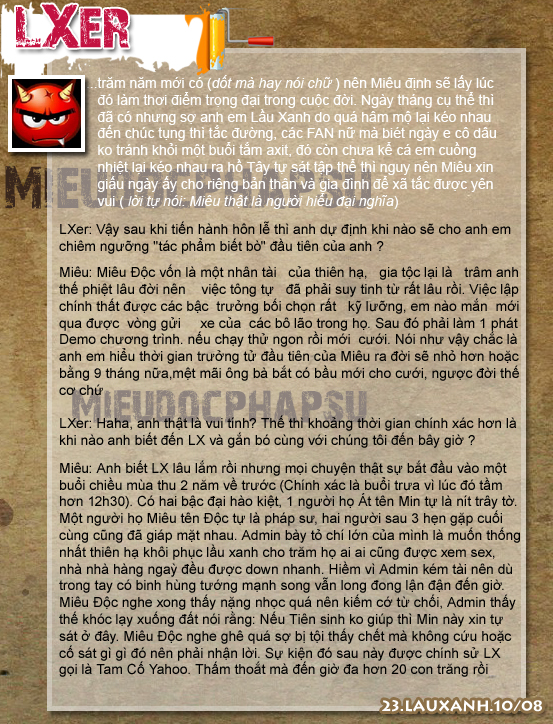 LXER
...trăm năm mới có (dốt mà hay nói chữ ) nên Miêu định sẽ lấy lúc
đó làm thơi điểm trọng đại trong cuộc đời. Ngày tháng cụ thể thì
đã có nhưng sợ anh em Lầu Xanh do quá hâm mộ lại kéo nhau
đến chúc tụng thì tắc đường, các FAN nữ mà biét ngày e cô dâu
ko tránh khỏi một buổi tắm axit, đó còn chưa kể cá em cuồng
nhiệt lại kéo nhau ra hồ Tây tự sát tập thể thì nguy nên Miêu xin
giấu ngày ấy cho riêng bản thân và gia đình để xã tắc được yên
vui ( lời tự nói: Miêu thật là người hiểu đại nghĩa)
MIEUDOCPHAPSU
LXer: Vậy sau khi tiến hành hôn lễ thì anh dự định khi nào sẽ cho anh em
chiêm ngưỡng "tác phẩm biết bò" đầu tiên của anh ?
Miêu: Miêu Độc vốn là một nhân tài của thiên hạ, gia tộc lại là trâm anh
thế phiệt lâu đời nên việc tông tự đã phải suy tinh từ rất lâu rồi. Việc lập
chính thất được các bậc trưởng bối chọn rất kỹ lưỡng, em nào mắn mới
qua được vòng gửi xe của các bô lão trong họ. Sau đó phải làm 1 phát
Demo chương trình. nếu chạy thử ngon rồi mới cưới. Nói như vậy chắc là
anh em hiểu thời gian trưởng tử đầu tiên của Miêu ra đời sẽ nhỏ hơn hoặc
bằng 9 tháng nữa,mệt mãi ông bà bắt có bầu mới cho cưới, ngược đời thế
cơ chứ
MIEUDOCPHAPSU
LXer: Haha, anh thật là vui tính? Thế thì khoảng thời gian chính xác hơn là
khi nào anh biết đến LX và gắn bó cùng với chúng tôi đến bây giờ ?
Miêu: Anh biết LX lâu lắm rồi nhưng mọi chuyện thật sự bắt đầu vào một
buổi chiều mùa thu 2 năm về trước (Chính xác là buổi trưa vì lúc đó tầm
hơn 12h30). Có hai bậc đại hào kiệt, 1 người họ Át tên Min tự là nít trây tờ.
Một người họ Miêu tên Độc tự là pháp sư, hai người sau 3 hẹn gặp cuối
cùng cũng đã giáp mặt nhau. Admin bày tỏ chí lớn của mình là muốn thống
nhất thiên hạ khôi phục lầu xanh cho trăm họ ai ai cũng được xem sex,
nhà nhà hàng ngaỳ đều được down nhanh. Hiềm vì Admin kém tài nên dù
trong tay có binh hùng tướng mạnh song vẫn long đong lận đận đến giờ.
Miêu Độc nghe xong thấy nặng nhọc quá nên kiếm cớ từ chối, Admin thấy
thế khóc lạy xuống đất nói rằng: Nếu Tiên sinh ko giúp thì Min này xin tự
sát ở đây. Miêu Độc nghe ghê quá sợ bị tội thấy chết mà không cứu hoặc
cố sát gì gì đó nên phải nhận lời. Sự kiện đó sau này được chính sử LX
gọi là Tam Cố Yahoo. Thấm thoắt mà đến giờ đa hơn 20 con trăng rồi
23.LAUXANH.10/08